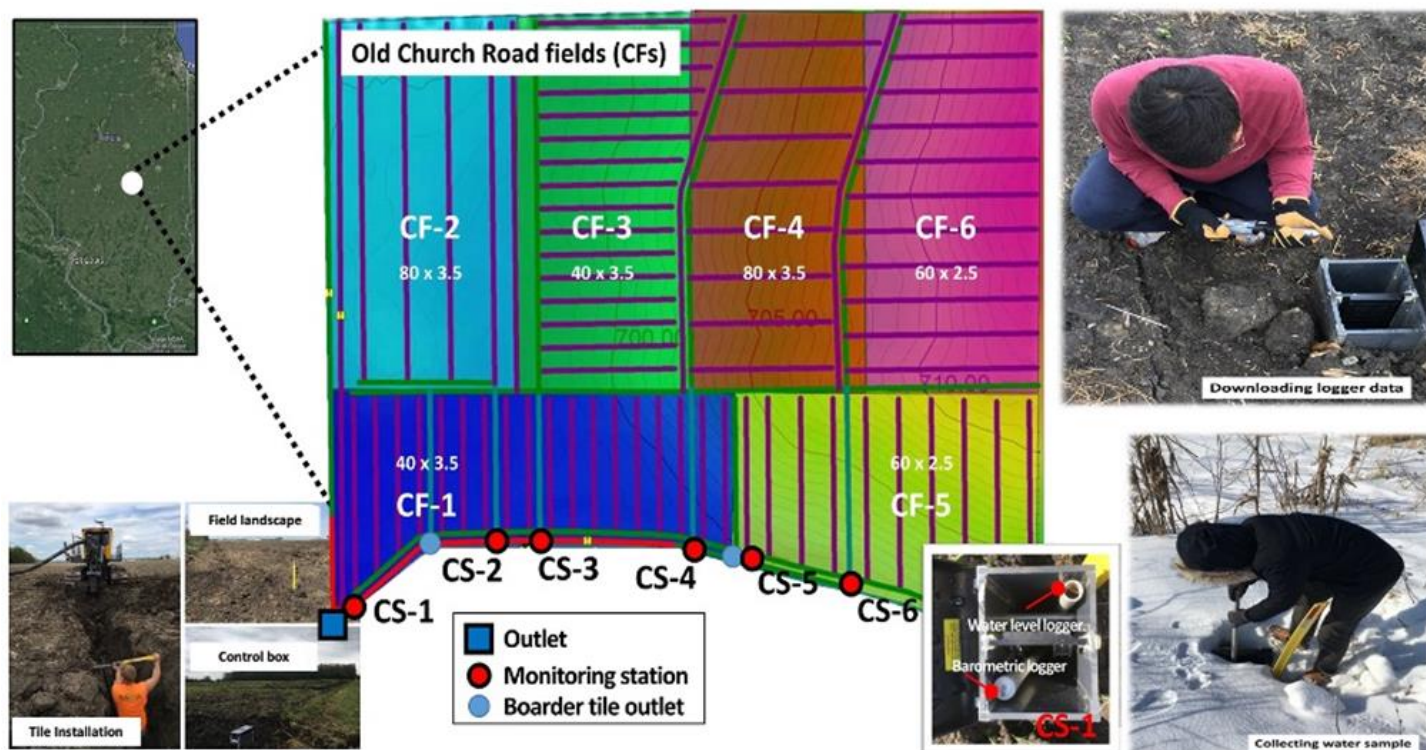 Old Church Road fields (CFs)
CF-2
80 x 3.5
CF-3
40 x 3.5
CF-4
80 x 3.5
CF-6
60 x 2.5
700.00
705.00
710.00
40 x 3.5
CF-1
60 x 2.5
CF-5
CS-1
CS-2
CS-3
CS-4
CS-5
CS-6
Outlet
Monitoring station
Boarder tile outlet
Tile Installation
Field landscape
Control box
Water level logger
Barometric logger
CS-1
Downloading logger data
Collecting water sample